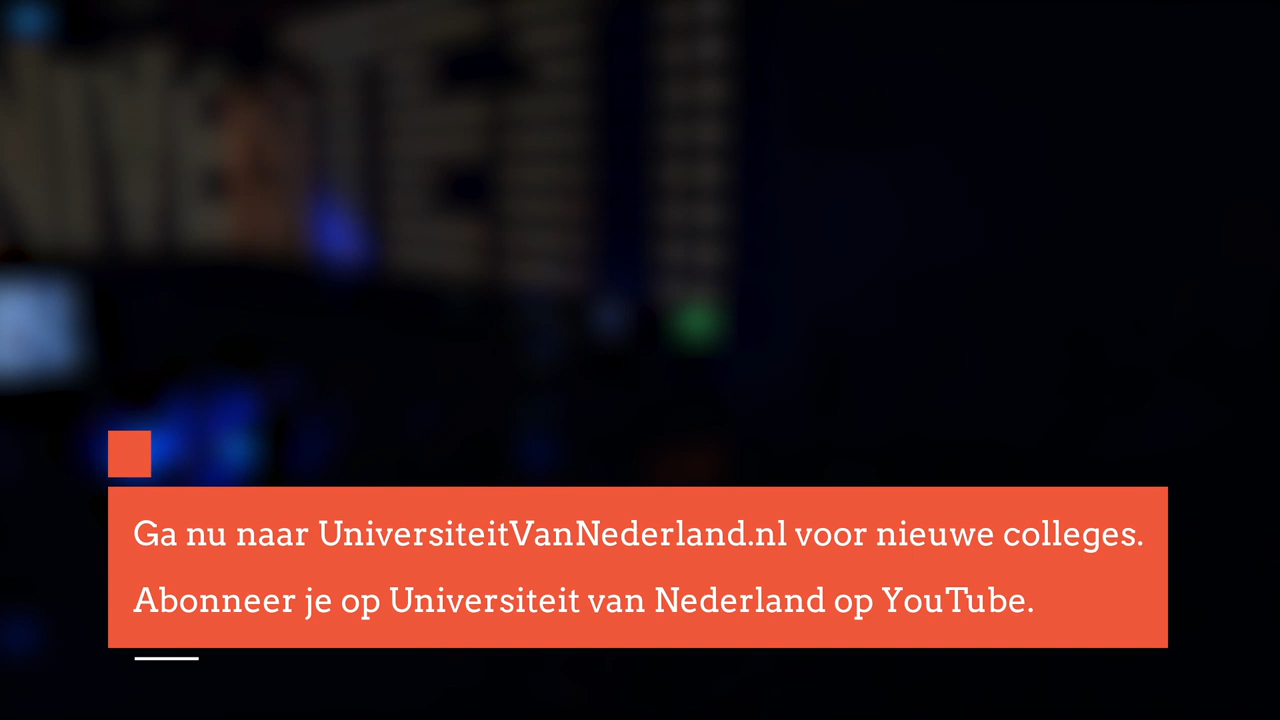 Ga nu naar UniversiteitVanNederland.nl voor nieuwe colleges.
Abonneer je op Universiteit van Nederland op YouTube.